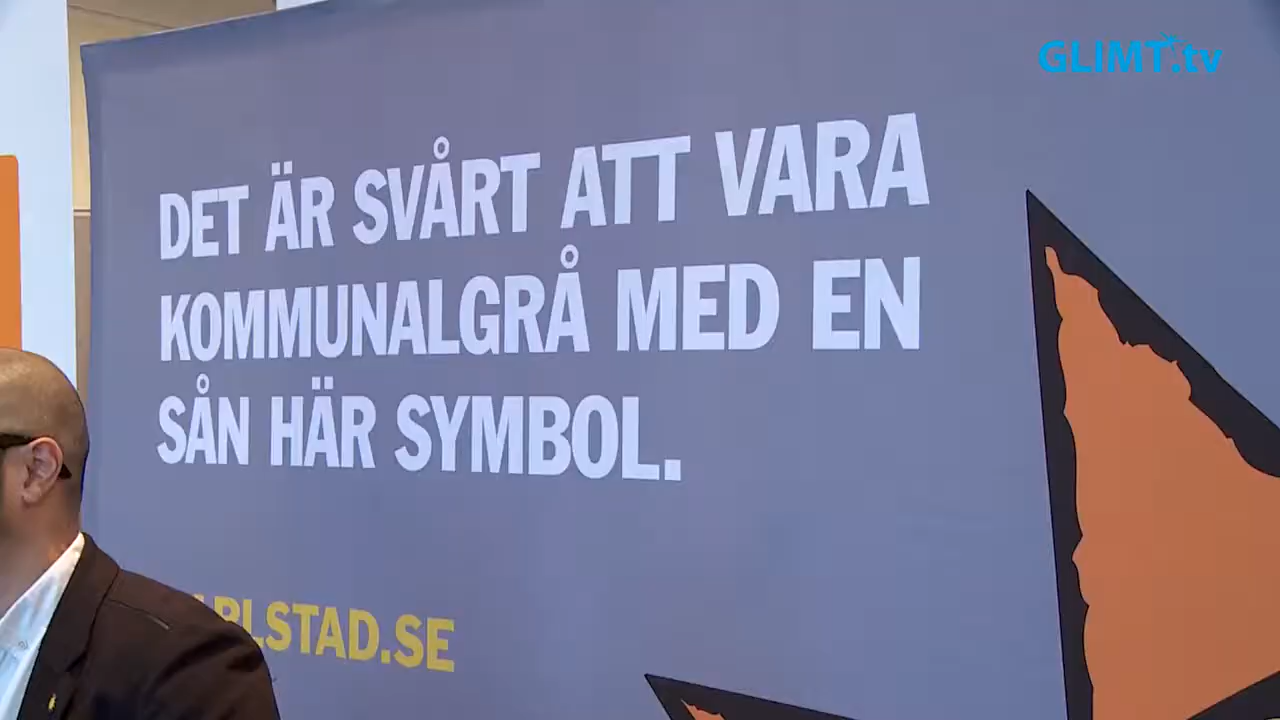 GLIMT.tv
DET ÄR SVÅRT ATT VARA
KOMMUNALGRÅ MED EN
SÅN HÄR SYMBOL.